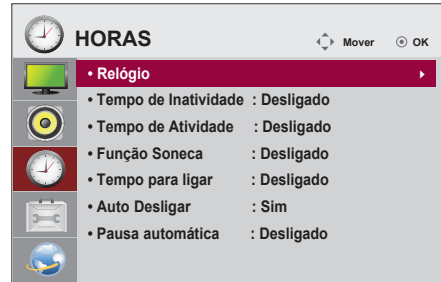 HORAS
Mover OK
• Relógio
• Tempo de Inatividade : Desligado
• Tempo de Atividade : Desligado
• Função Soneca : Desligado
• Tempo para ligar : Desligado
• Auto Desligar : Sim
• Pausa automática : Desligado